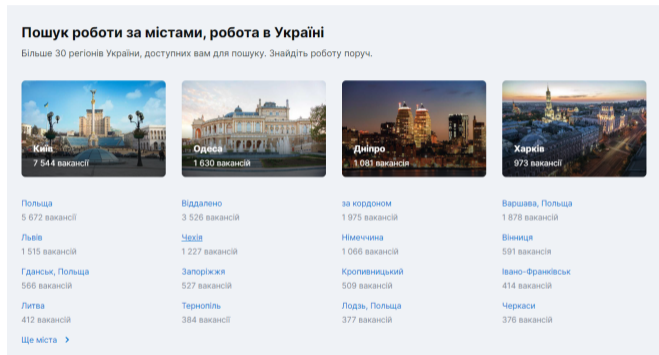 Пошук роботи за містами, робота в Україні
Більше 30 регіонів України, доступних вам для пошуку. Знайдіть роботу поруч.
Київ
7 544 вакансії
Одеса
1 630 вакансій
Дніпро
1 081 вакансія
Харків
973 вакансії
Польща
5 672 вакансії
Віддалено
3 526 вакансій
за кордоном
1 975 вакансій
Варшава, Польща
1 878 вакансій
Львів
1 515 вакансій
Чехія
1 227 вакансій
Німеччина
1 066 вакансій
Вінниця
591 вакансія
Гданськ, Польща
566 вакансій
Запоріжжя
527 вакансій
Кропивницький
509 вакансій
Івано-Франківськ
414 вакансій
Литва
412 вакансій
Тернопіль
384 вакансії
Лодзь, Польща
377 вакансій
Черкаси
376 вакансій
Ще міста